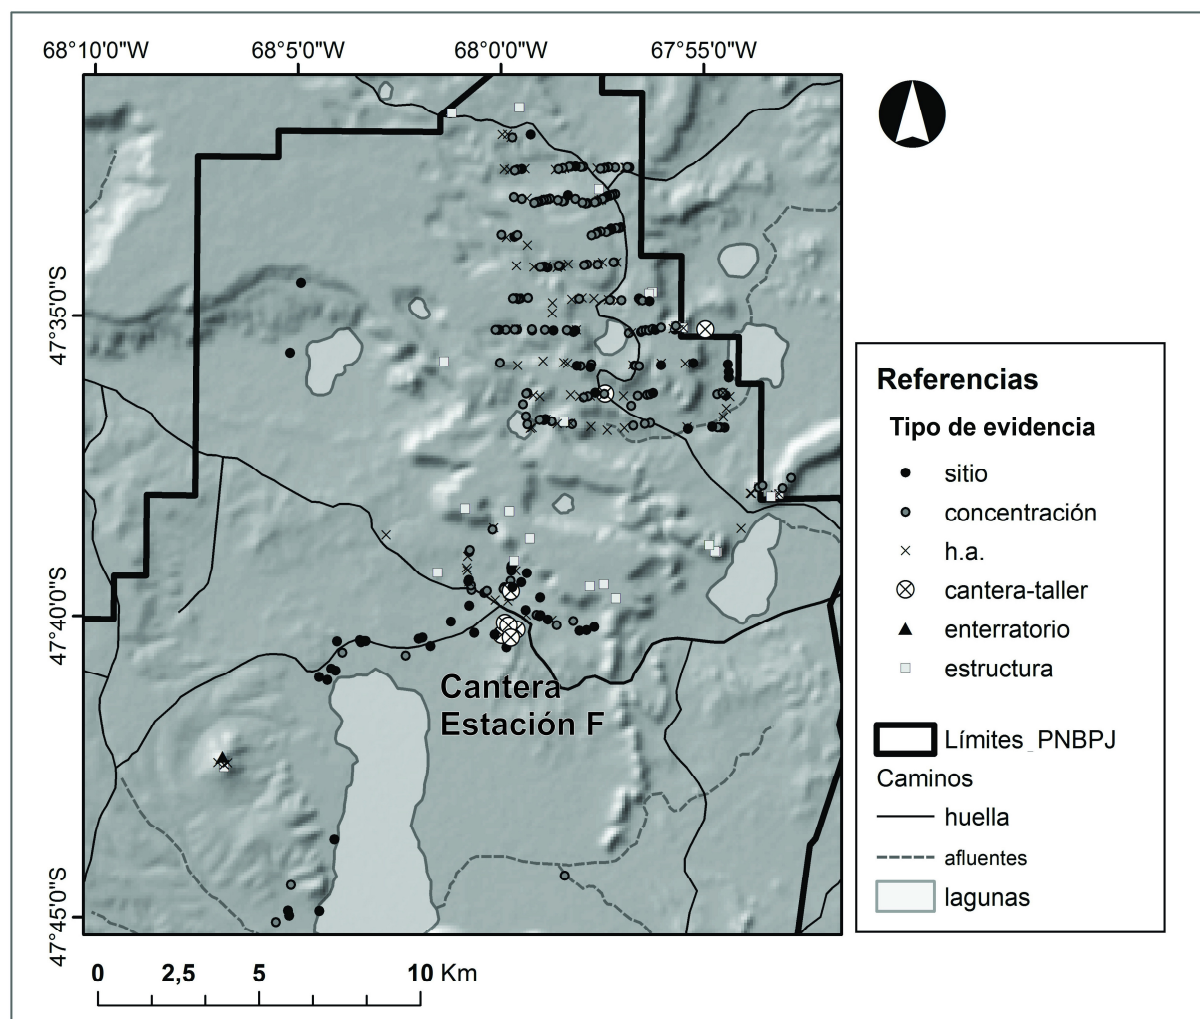 68°10'0"W 68°5'0"W 68°0'0"W 67°55'0"W
47°35'0"S
47°40'0"S
47°45'0"S
Cantera
Estación F
0 2,5 5 10 Km
Referencias
Tipo de evidencia
sitio
concentración
h.a.
cantera-taller
enterratorio
estructura
Límites_PNBPJ
Caminos
huella
afluentes
lagunas